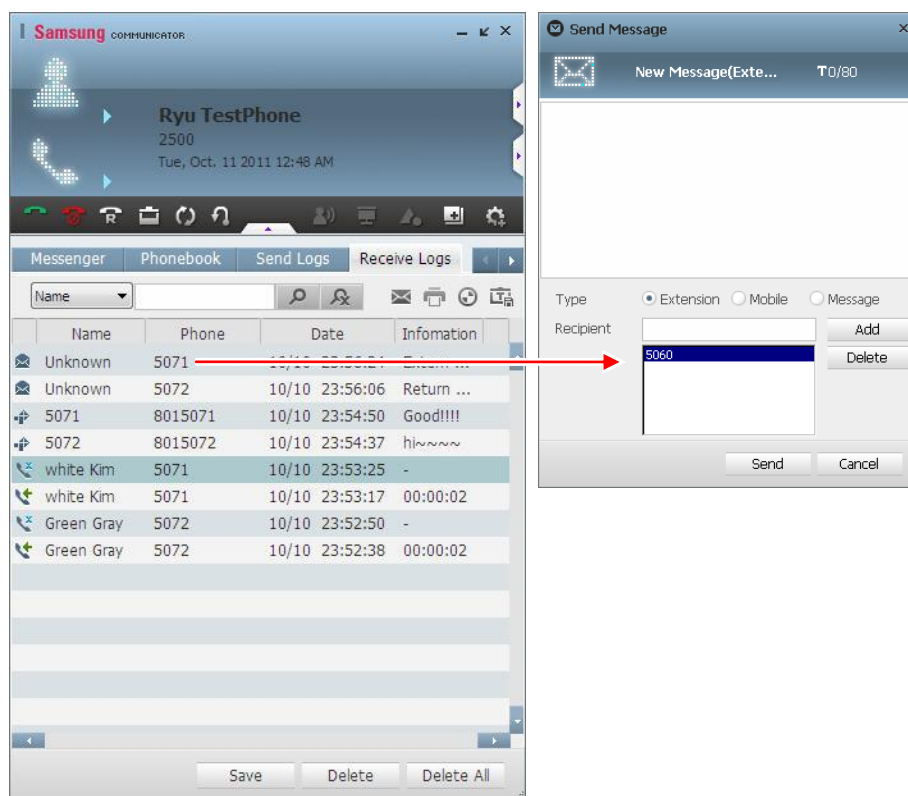 Samsung COMMUNICATOR
Ryu TestPhone
2500
Tue, Oct. 11 2011 12:48 AM
Messenger Phonebook Send Logs Receive Logs
Name
Name Phone Date Infomation
Unknown 5071 10/10
Unknown 5072 10/10 23:56:06 Return ...
5071 8015071 10/10 23:54:50 Good!!!!
5072 8015072 10/10 23:54:37 hi~~~~
white Kim 5071 10/10 23:53:25 -
white Kim 5071 10/10 23:53:17 00:00:02
Green Gray 5072 10/10 23:52:50 -
Green Gray 5072 10/10 23:52:38 00:00:02
Save Delete Delete All
Send Message
New Message(Exte... T0/80
Type Extension Mobile Message
Recipient Add
5060 Delete
Send Cancel